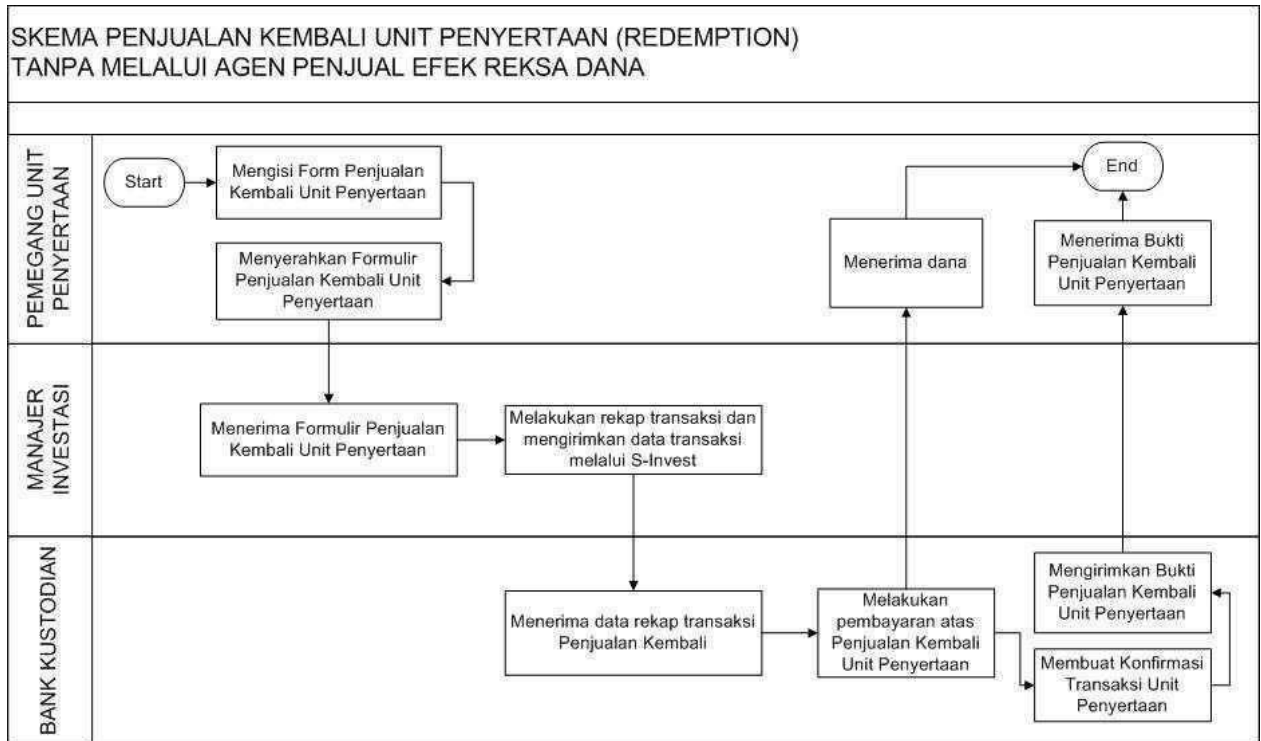 SKEMA PENJUALAN KEMBALI UNIT PENYERTAAN (REDEMPTION)
TANPA MELALUI AGEN PENJUAL EFEK REKSA DANA
PEMEGANG UNIT
PENYERTAAN
Start
Mengisi Form Penjualan
Kembali Unit Penyertaan
Menyerahkan Formulir
Penjualan Kembali Unit
Penyertaan
Menerima dana
End
Menerima Bukti
Penjualan Kembali
Unit Penyertaan
MANAJER
INVESTASI
Menerima Formulir Penjualan
Kembali Unit Penyertaan
Melakukan rekap transaksi dan
mengirimkan data transaksi
melalui S-Invest
BANK KUSTODIAN
Menerima data rekap transaksi
Penjualan Kembali
Melakukan
pembayaran atas
Penjualan Kembali
Unit Penyertaan
Mengirimkan Bukti
Penjualan Kembali
Unit Penyertaan
Membuat Konfirmasi
Transaksi Unit
Penyertaan